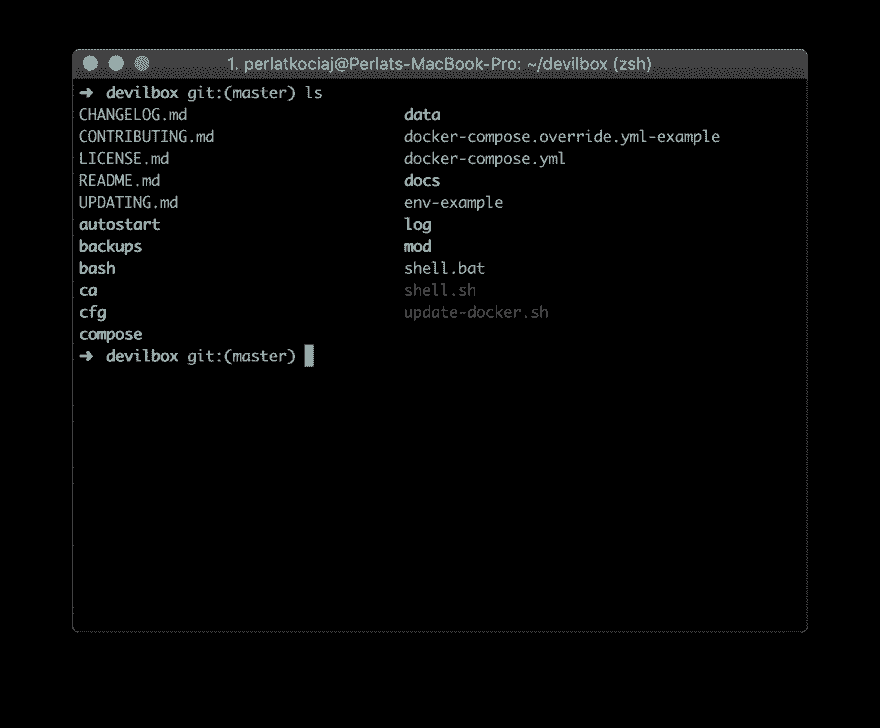 1. perlatkociaj@Perlats-MacBook-Pro: ~/devilbox (zsh)
➜ devilbox git:(master) ls
CHANGELOG.md data
CONTRIBUTING.md docker-compose.override.yml-example
LICENSE.md docker-compose.yml
README.md docs
UPDATING.md env-example
autostart log
backups mod
bash shell.bat
ca shell.sh
cfg update-docker.sh
compose
➜ devilbox git:(master)